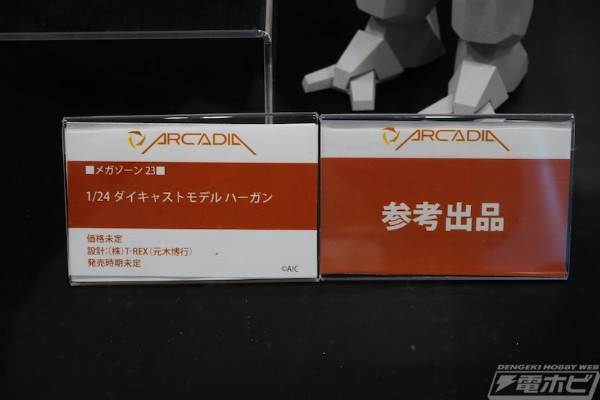 ARCADIA
■メガゾーン 23■
1/24 ダイキャストモデル ハーガン
価格未定
設計:(株)T-REX(元木博行)
発売時期未定
©AIC
ARCADIA
参考出品
DENGEKI HOBBY WEB
電ホビ